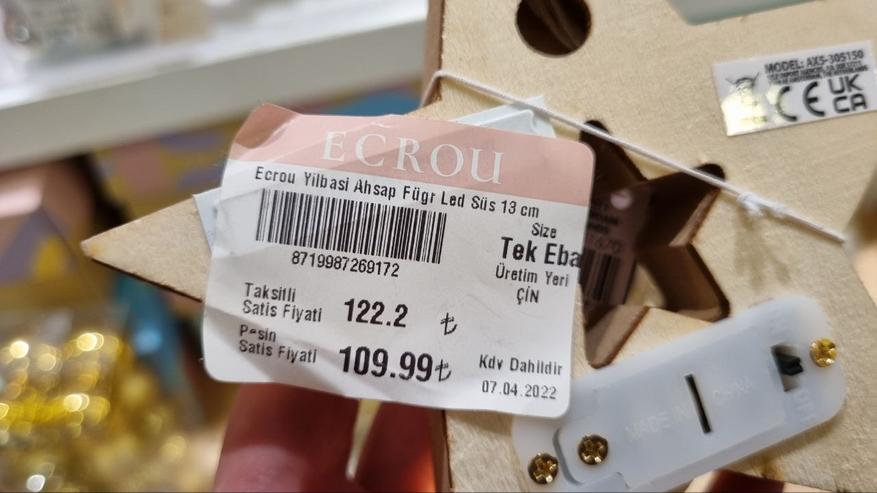 ECROU
Ecrou Yilbasi Ahsap Fügr Led Süs 13 cm
8719987269172
Size
Tek Eba
Üretim Yeri
ÇİN
Taksitli
Satis Fiyati 122.2 ₺
Pesin
Satis Fiyati 109.99₺
Kdv Dahildir
07.04.2022
MODEL: AX5-305150
CE UK
CA
MADE IN CHINA